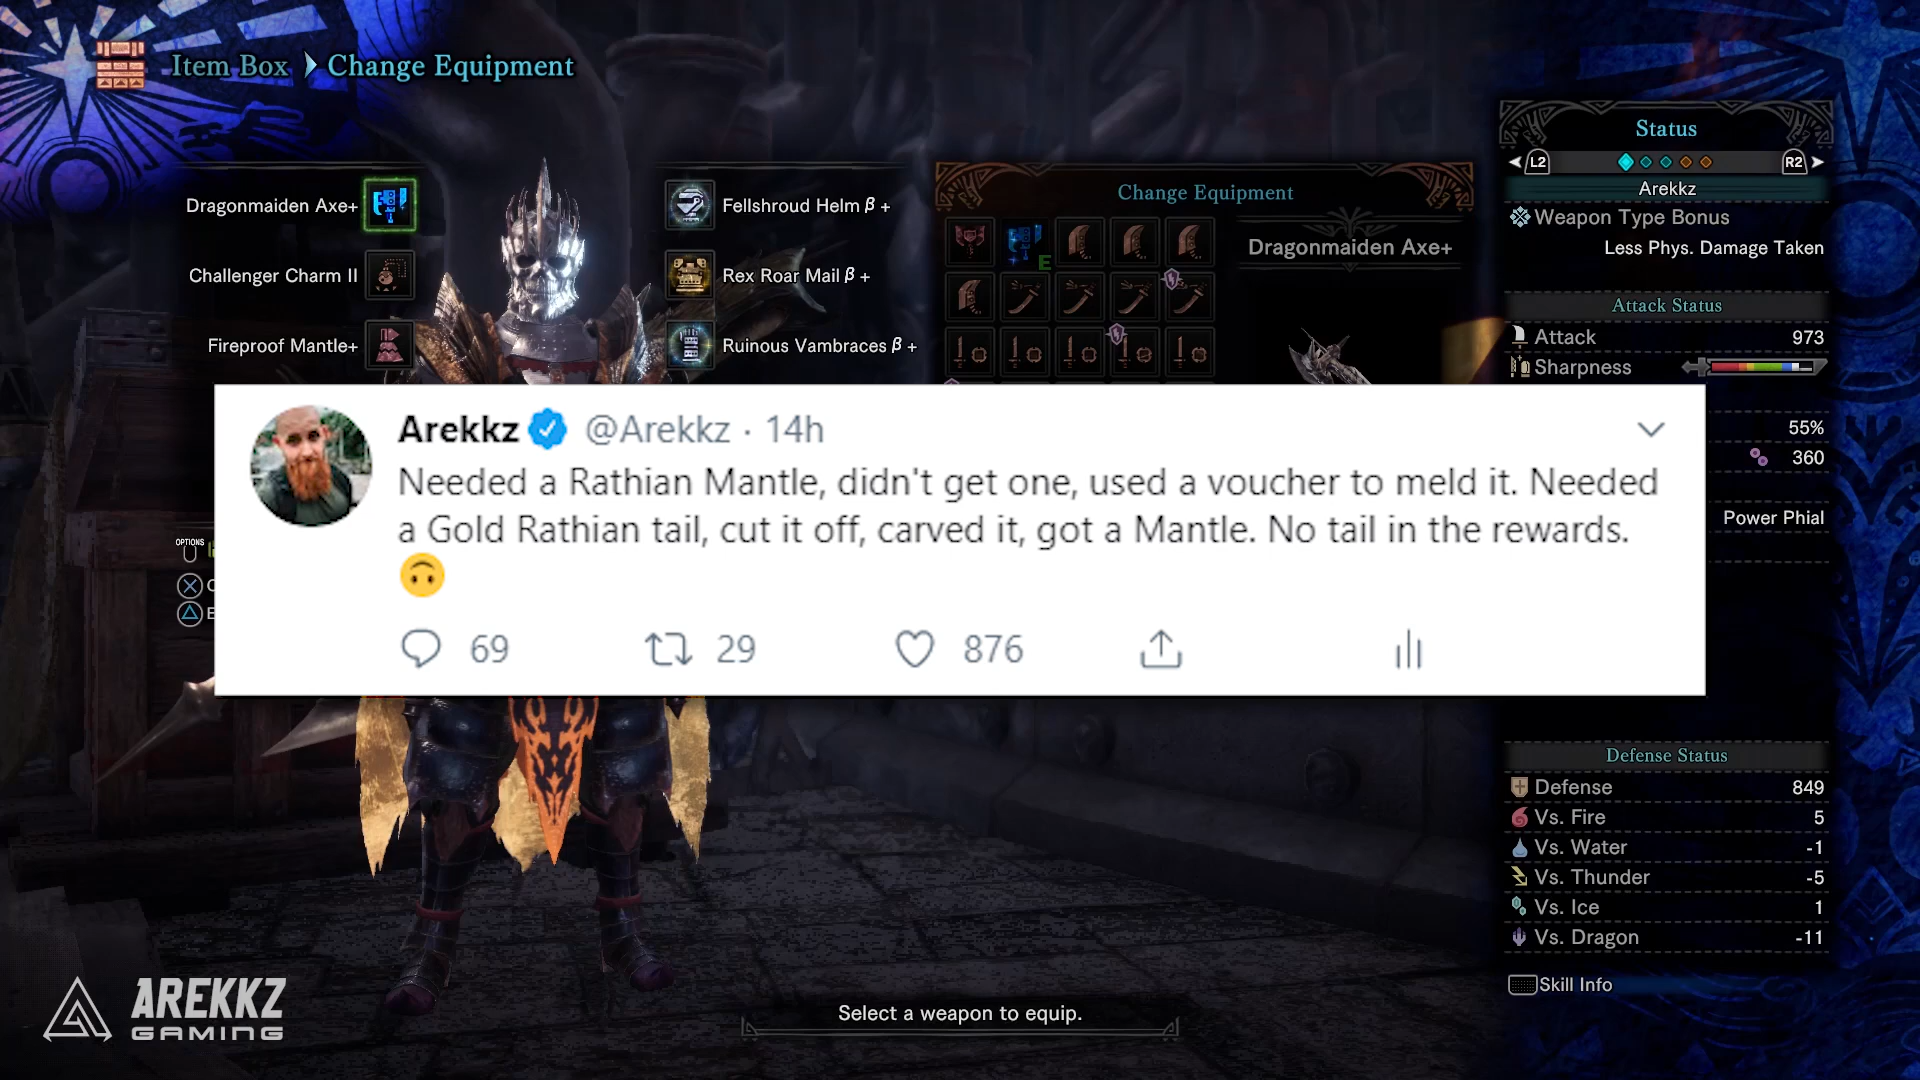 Item Box Change Equipment
Dragonmaiden Axe+
Challenger Charm II
Fireproof Mantle+
Fellshroud Helm β +
Rex Roar Mail β +
Ruinous Vambraces β +
Change Equipment
E
Dragonmaiden Axe+
Status
L2 R2
Arekkz
Weapon Type Bonus
Less Phys. Damage Taken
Attack Status
Attack 973
Sharpness
55%
360
Power Phial
Arekkz @Arekkz · 14h
Needed a Rathian Mantle, didn't get one, used a voucher to meld it. Needed
a Gold Rathian tail, cut it off, carved it, got a Mantle. No tail in the rewards.
🙃
69 29 876
OPTIONS
Defense Status
Defense 849
Vs. Fire 5
Vs. Water -1
Vs. Thunder -5
Vs. Ice 1
Vs. Dragon -11
Skill Info
Select a weapon to equip.
AREKKZ
GAMING